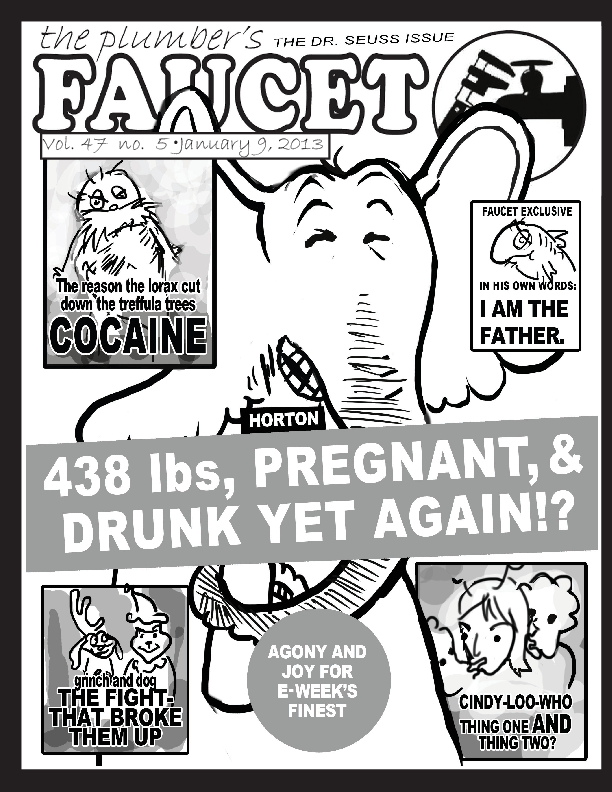 the plumber's
THE DR. SEUSS ISSUE
FAUCET
Vol. 47 no. 5 • January 9, 2013
The reason the lorax cut
down the treffula trees
COCAINE
FAUCET EXCLUSIVE
IN HIS OWN WORDS:
I AM THE
FATHER.
HORTON
438 lbs, PREGNANT, &
DRUNK YET AGAIN!?
grinch and dog
THE FIGHT-
THAT BROKE
THEM UP
AGONY AND
JOY FOR
E-WEEK'S
FINEST
CINDY-LOO-WHO
THING ONE AND
THING TWO?